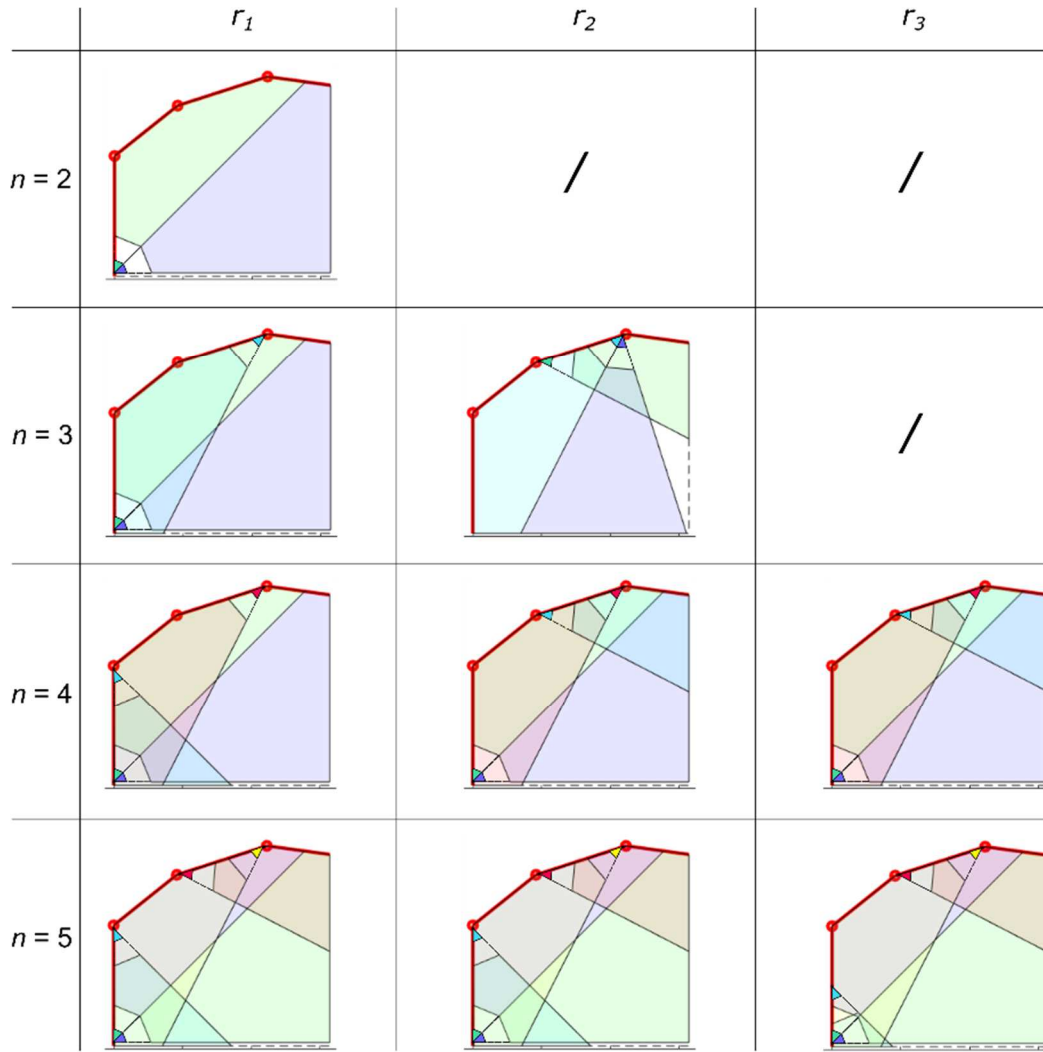 r1 r2 r3
n = 2 / /
n = 3 /
n = 4
n = 5